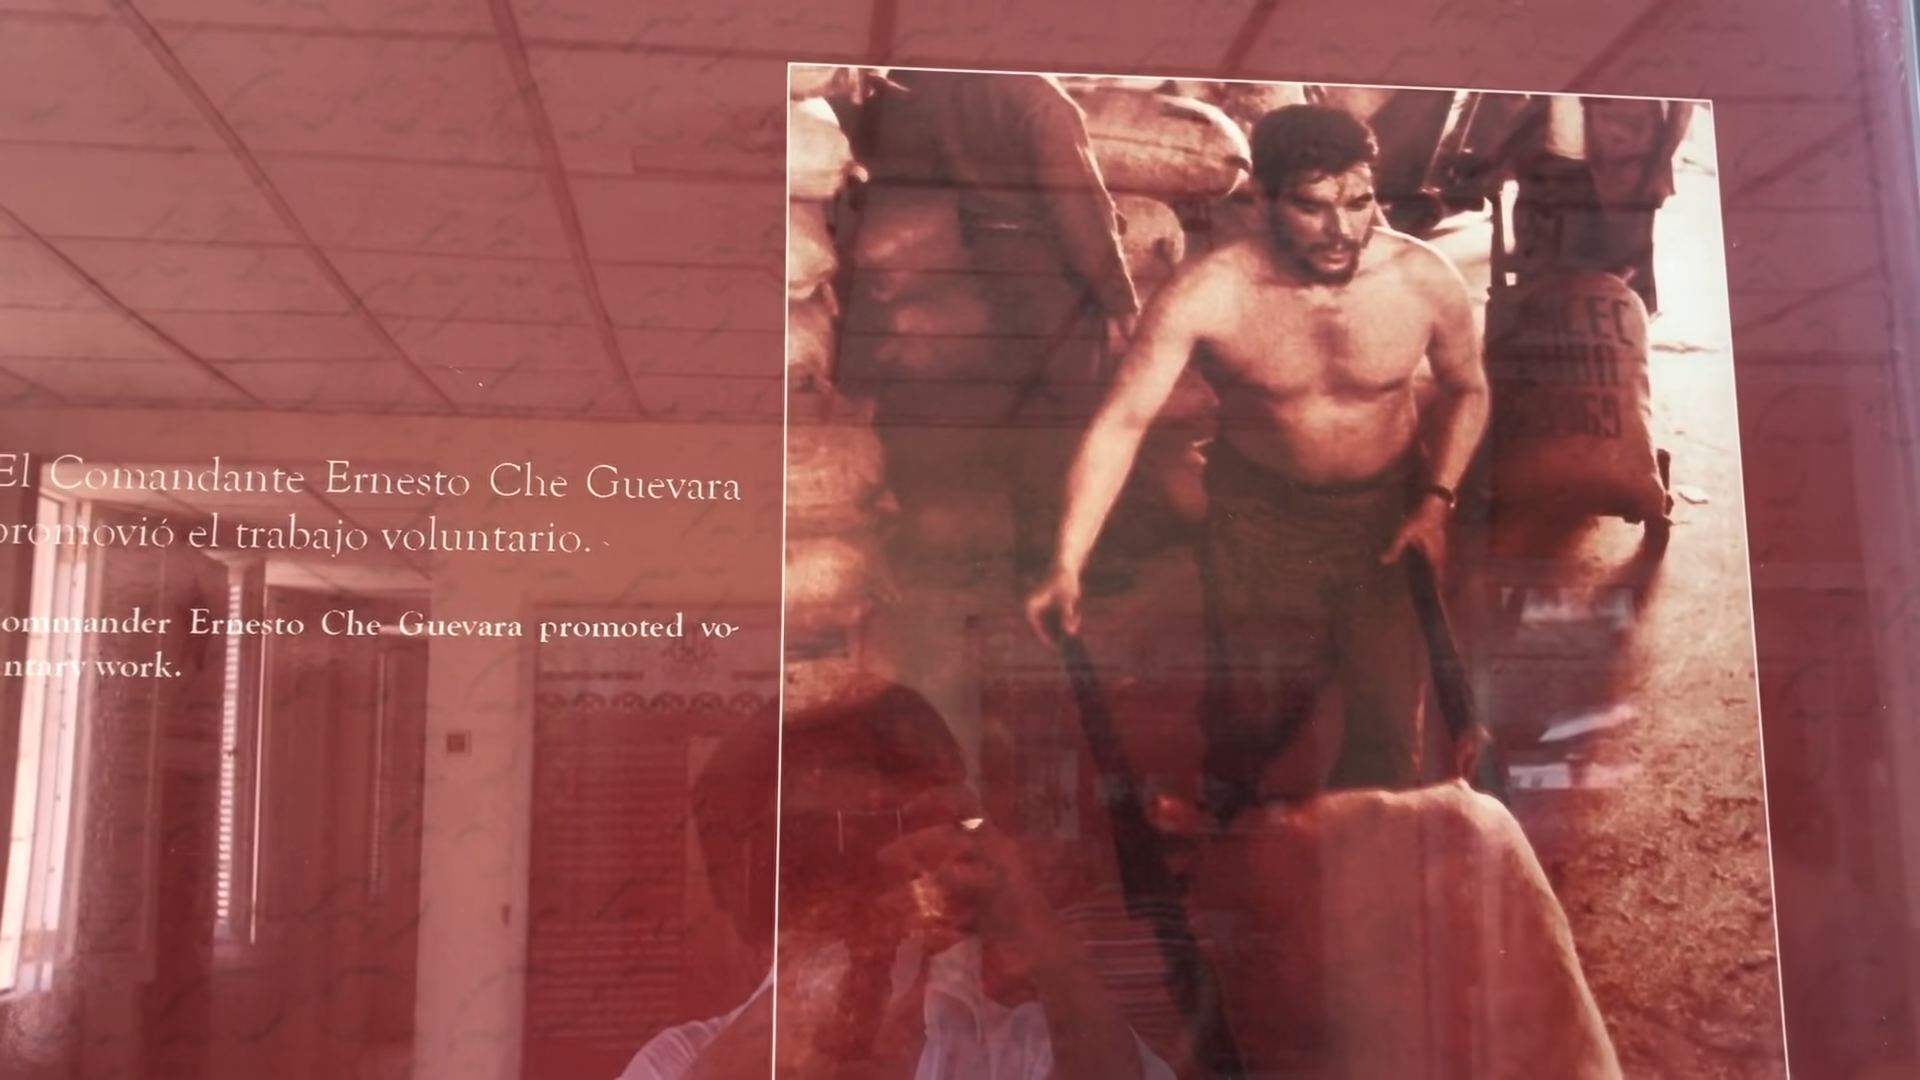 El Comandante Ernesto Che Guevara
promovió el trabajo voluntario.
ommander Ernesto Che Guevara promoted vo-
ntary work.